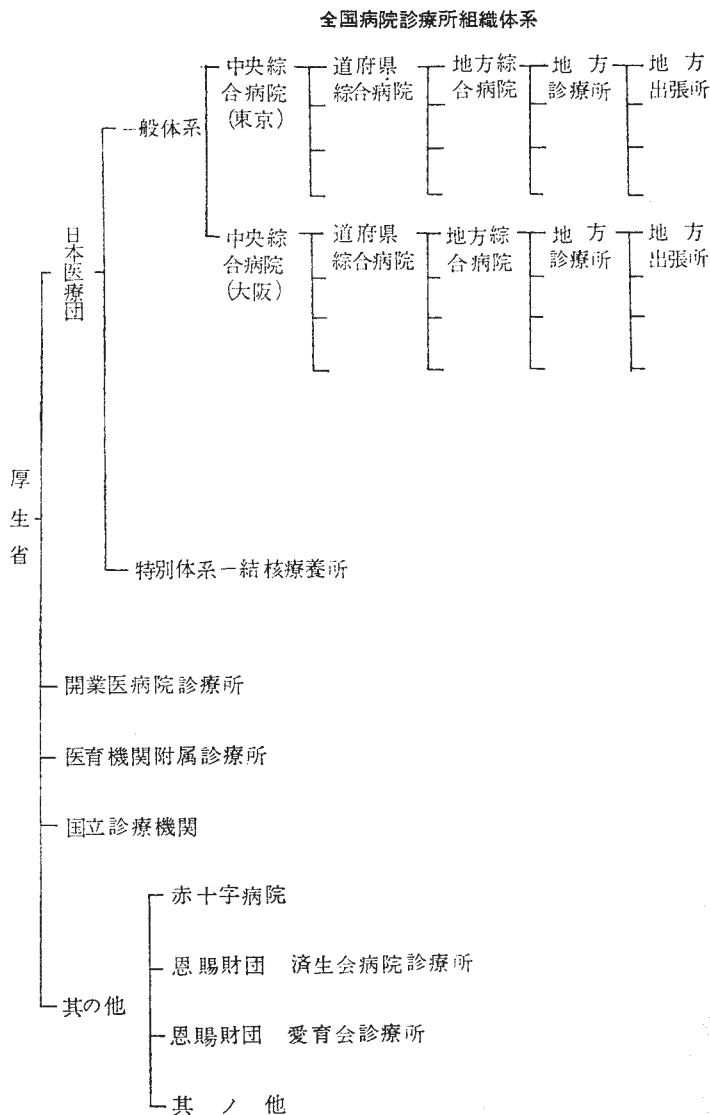 全国病院診療所組織体系
厚生省
日本医療団
一般体系
中央綜
合病院
(東京)
道府県
綜合病院
地方綜
合病院
地方
診療所
地方
出張所
中央綜
合病院
(大阪)
道府県
綜合病院
地方綜
合病院
地方
診療所
地方
出張所
特別体系－結核療養所
開業医病院診療所
医育機関附属診療所
国立診療機関
其の他
赤十字病院
恩賜財団 済生会病院診療所
恩賜財団 愛育会診療所
其ノ他